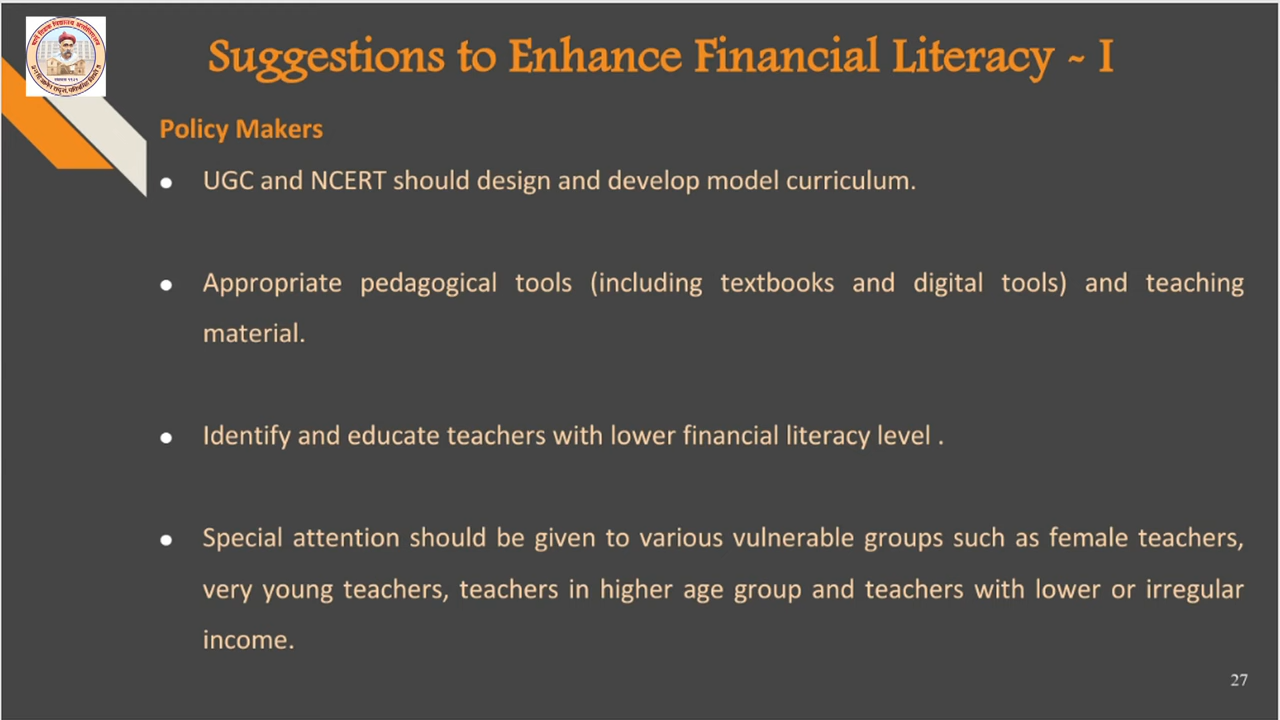 Suggestions to Enhance Financial Literacy ~ I
Policy Makers
● UGC and NCERT should design and develop model curriculum.
● Appropriate pedagogical tools (including textbooks and digital tools) and teaching
material.
● Identify and educate teachers with lower financial literacy level .
● Special attention should be given to various vulnerable groups such as female teachers,
very young teachers, teachers in higher age group and teachers with lower or irregular
income.
27